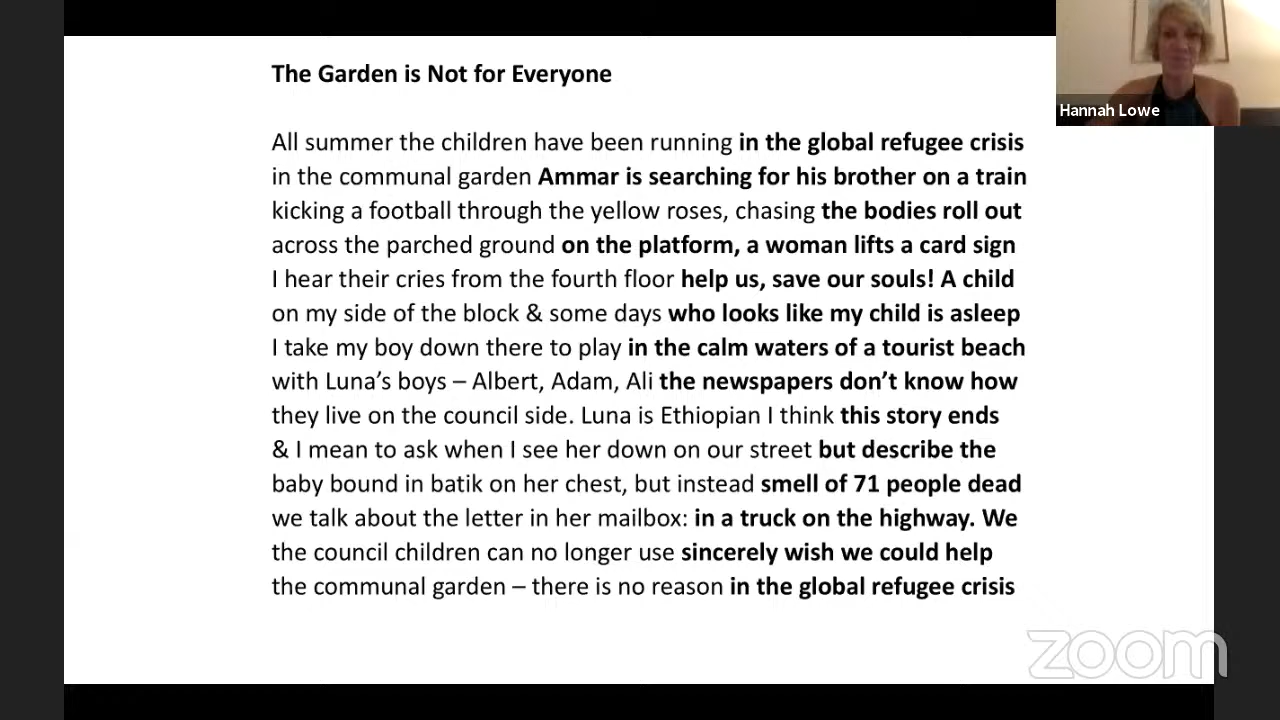 The Garden is Not for Everyone
All summer the children have been running in the global refugee crisis
in the communal garden Ammar is searching for his brother on a train
kicking a football through the yellow roses, chasing the bodies roll out
across the parched ground on the platform, a woman lifts a card sign
I hear their cries from the fourth floor help us, save our souls! A child
on my side of the block & some days who looks like my child is asleep
I take my boy down there to play in the calm waters of a tourist beach
with Luna’s boys – Albert, Adam, Ali the newspapers don’t know how
they live on the council side. Luna is Ethiopian I think this story ends
& I mean to ask when I see her down on our street but describe the
baby bound in batik on her chest, but instead smell of 71 people dead
we talk about the letter in her mailbox: in a truck on the highway. We
the council children can no longer use sincerely wish we could help
the communal garden – there is no reason in the global refugee crisis
Hannah Lowe
zoom